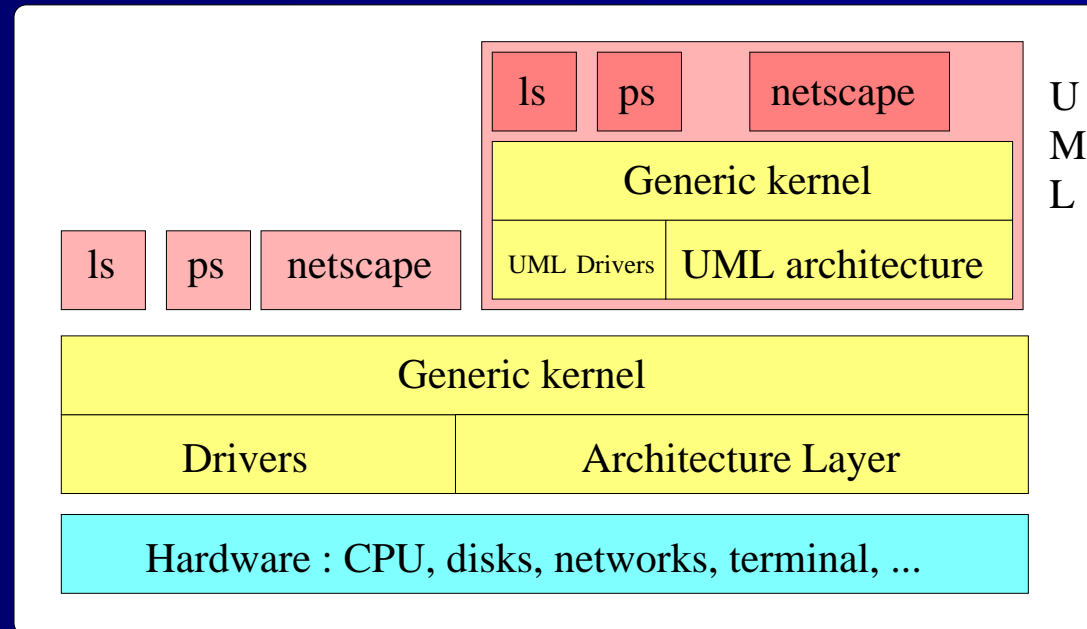 ls ps netscape
U
M
L
Generic kernel
UML Drivers UML architecture
ls ps netscape
Generic kernel
Drivers Architecture Layer
Hardware : CPU, disks, networks, terminal, ...